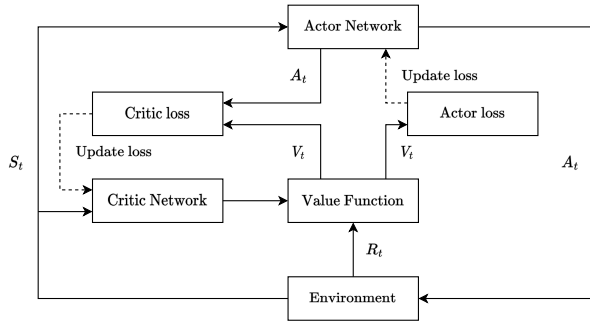 Actor Network
A_t
Update loss
Critic loss
Actor loss
Update loss
V_t
V_t
S_t
A_t
Critic Network
Value Function
R_t
Environment